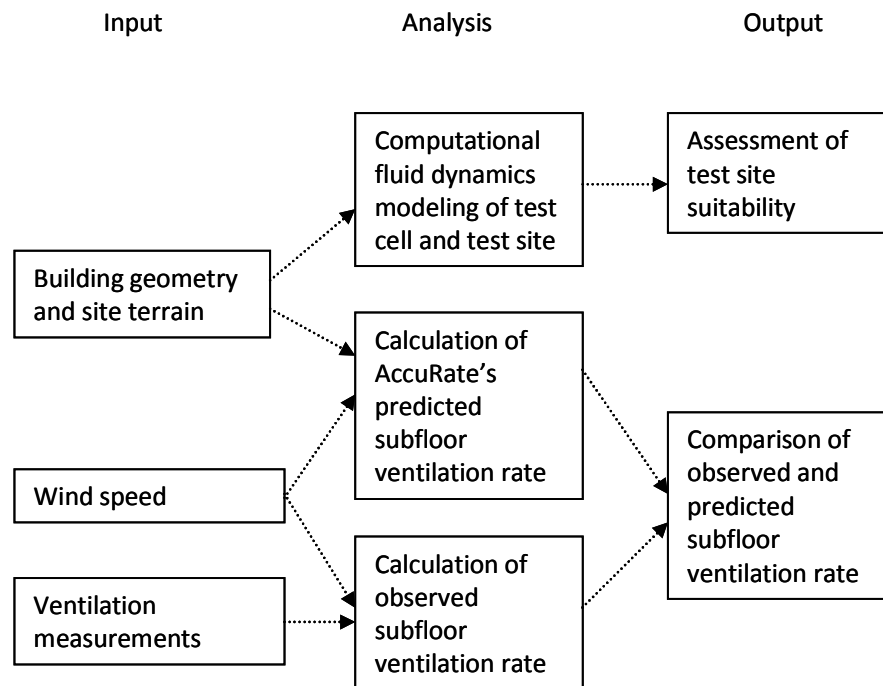 Input
Analysis
Output
Computational
fluid dynamics
modeling of test
cell and test site
Assessment of
test site
suitability
Building geometry
and site terrain
Calculation of
AccuRate's
predicted
subfloor
ventilation rate
Comparison of
observed and
predicted
subfloor
ventilation rate
Wind speed
Calculation of
observed
subfloor
ventilation rate
Ventilation
measurements